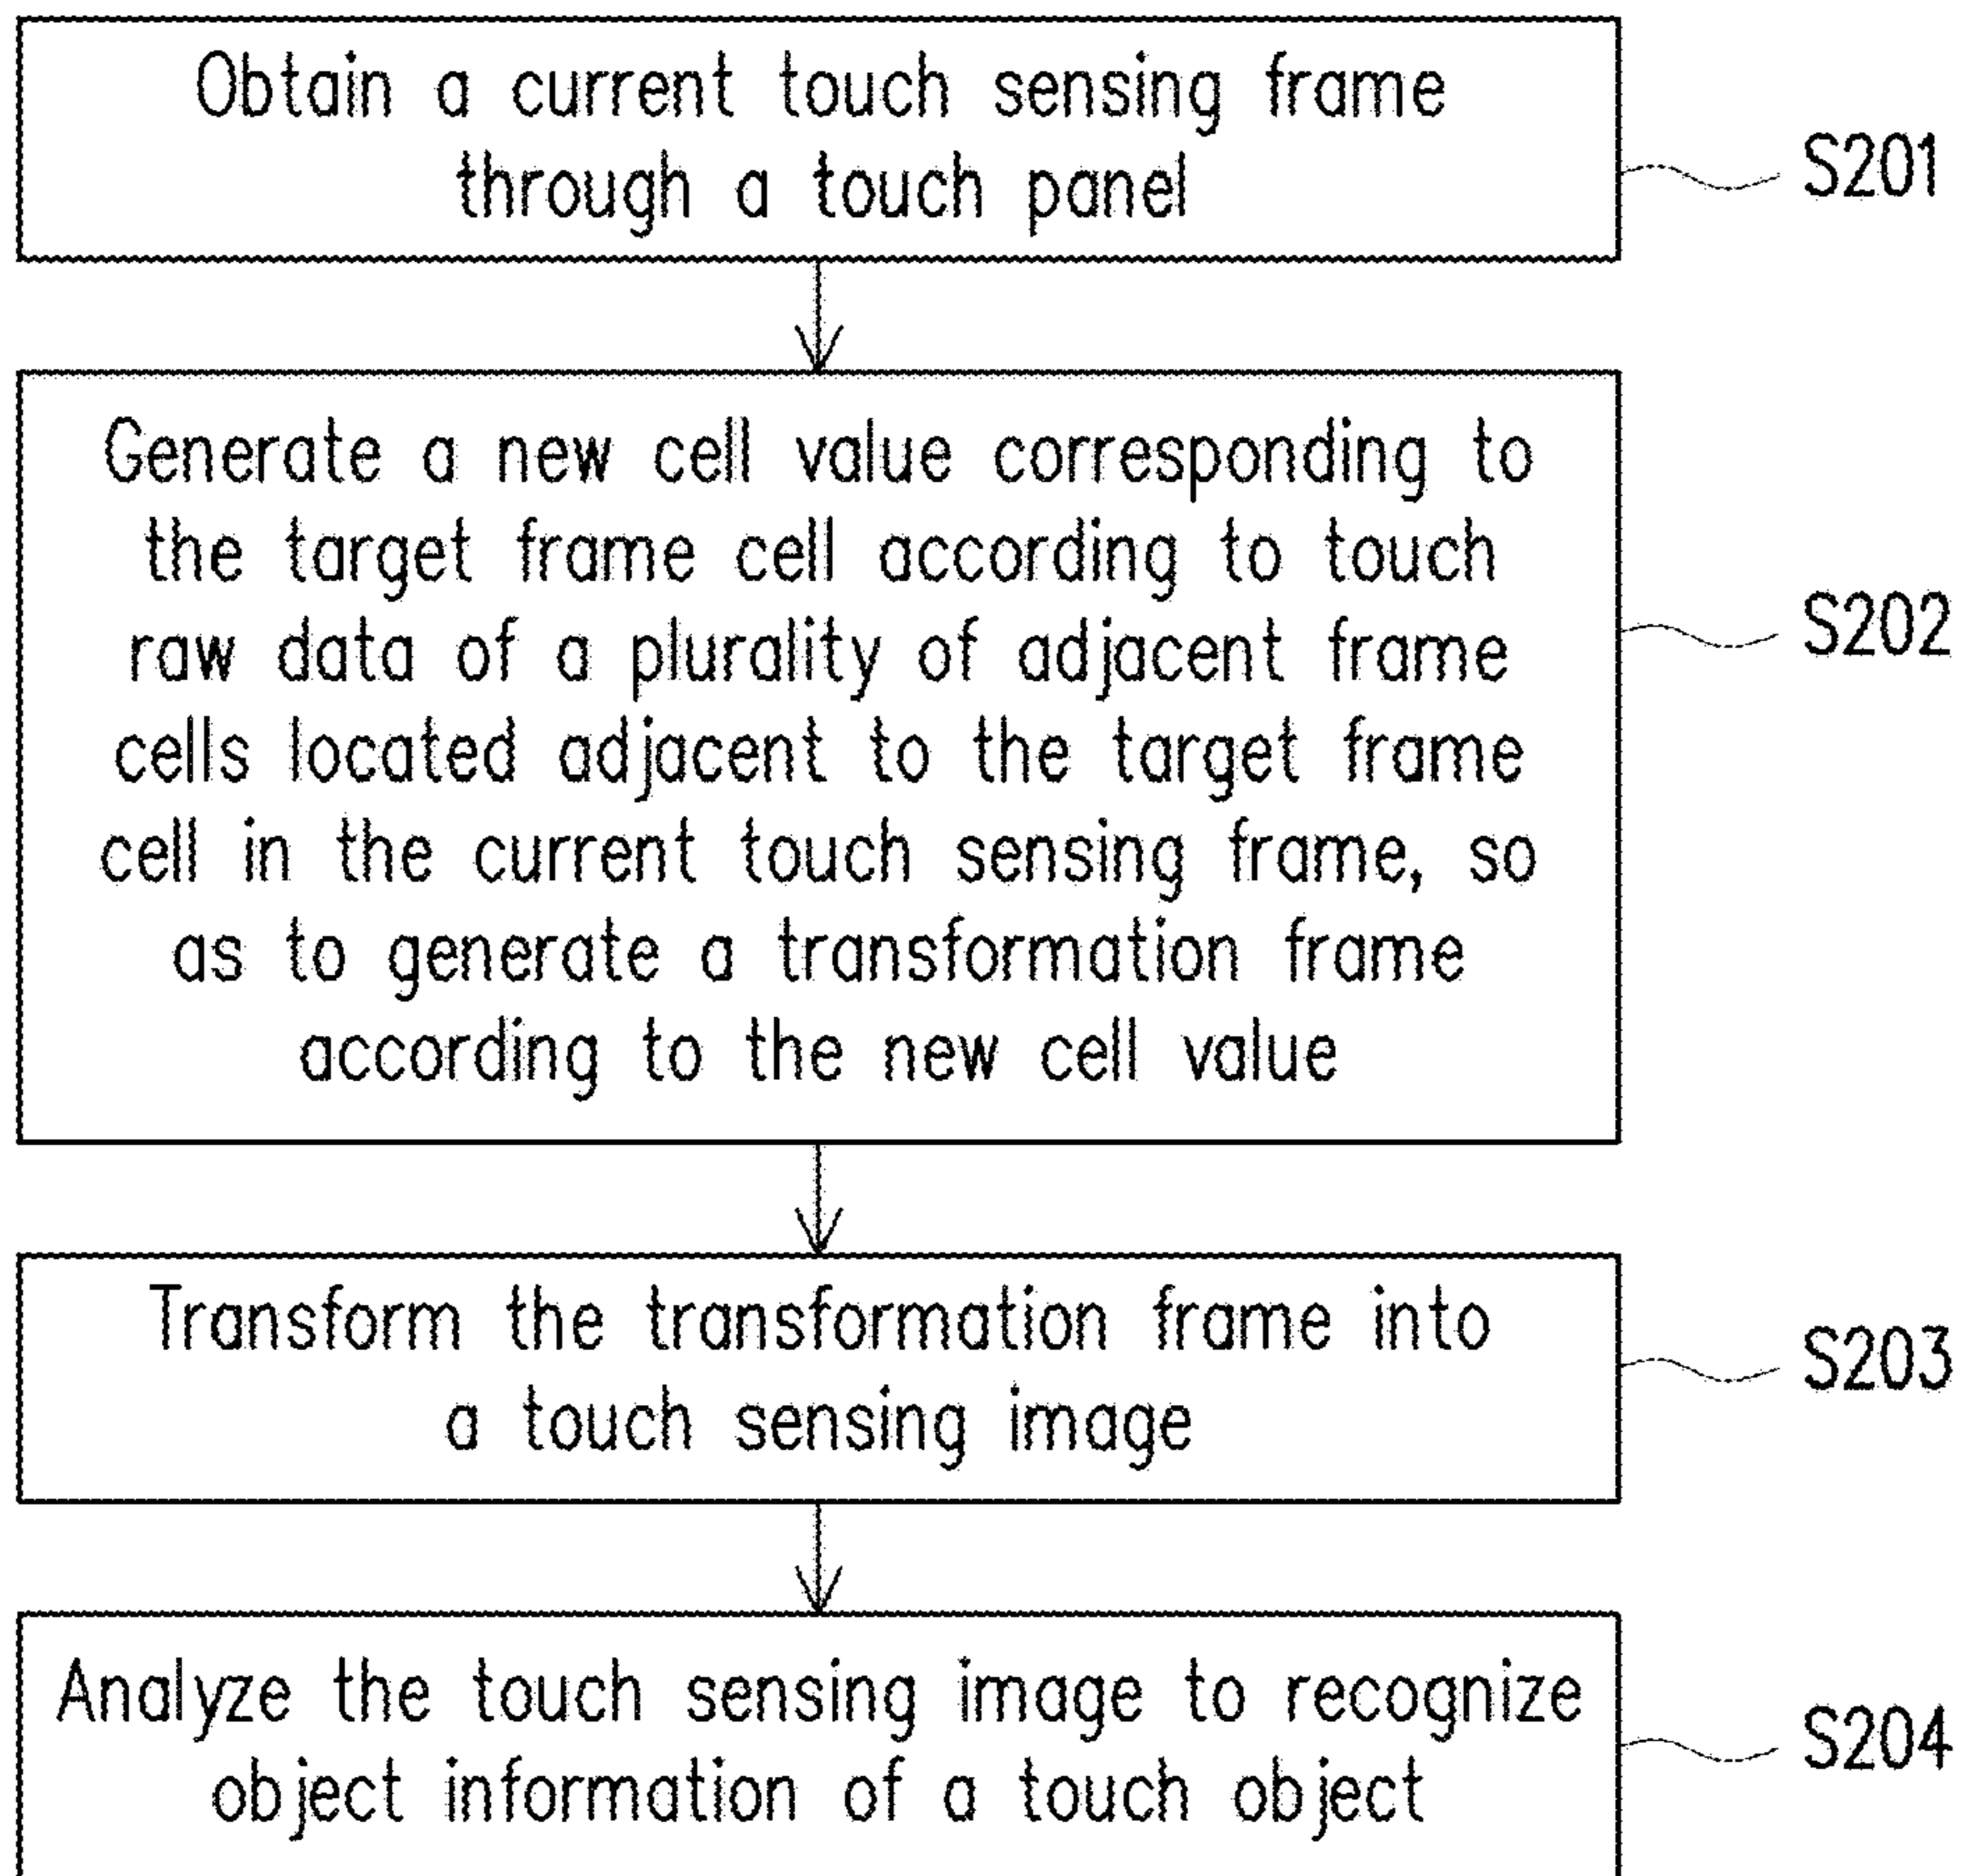 Obtain a current touch sensing frame
through a touch panel
S201
Generate a new cell value corresponding to
the target frame cell according to touch
raw data of a plurality of adjacent frame
cells located adjacent to the target frame
cell in the current touch sensing frame, so
as to generate a transformation frame
according to the new cell value
S202
Transform the transformation frame into
a touch sensing image
S203
Analyze the touch sensing image to recognize
object information of a touch object
S204